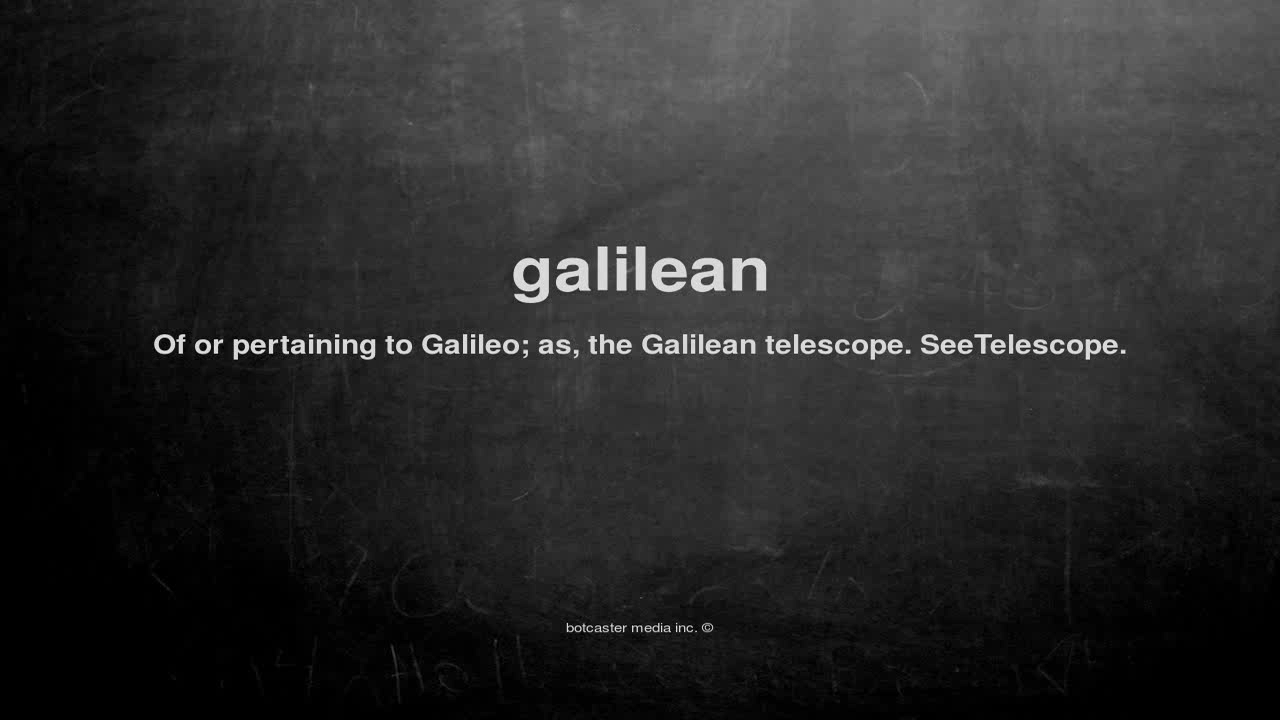 galilean
Of or pertaining to Galileo; as, the Galilean telescope. SeeTelescope.
botcaster media inc. ©